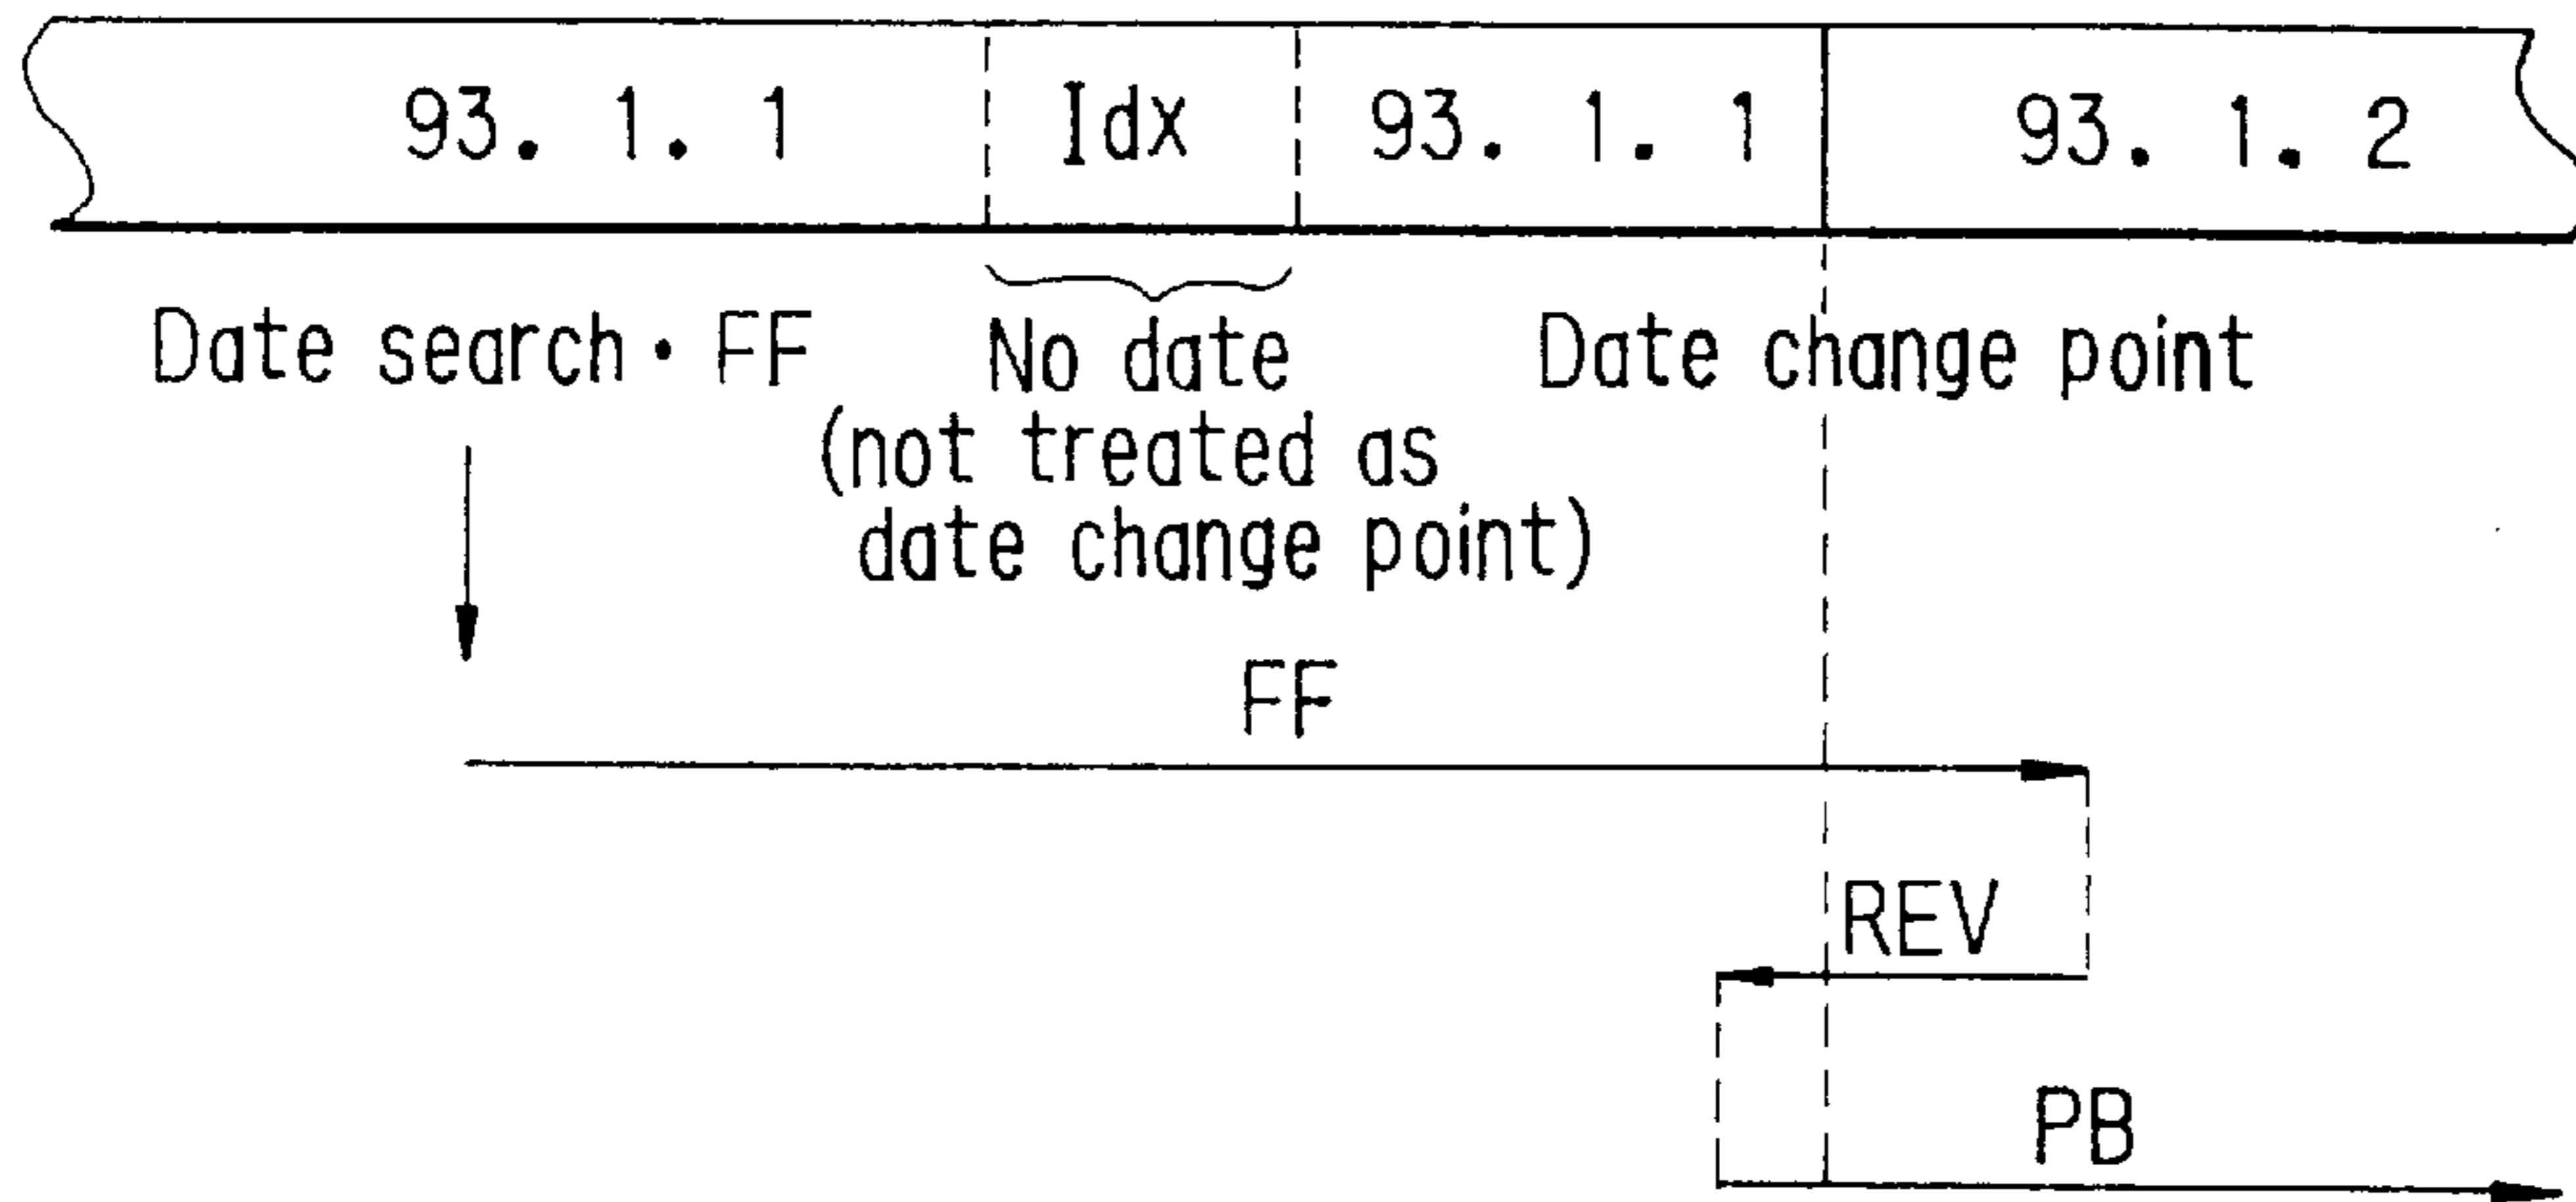 93. 1. 1 Idx 93. 1. 1 93. 1. 2
Date search · FF
No date
(not treated as
date change point)
Date change point
FF
REV
PB